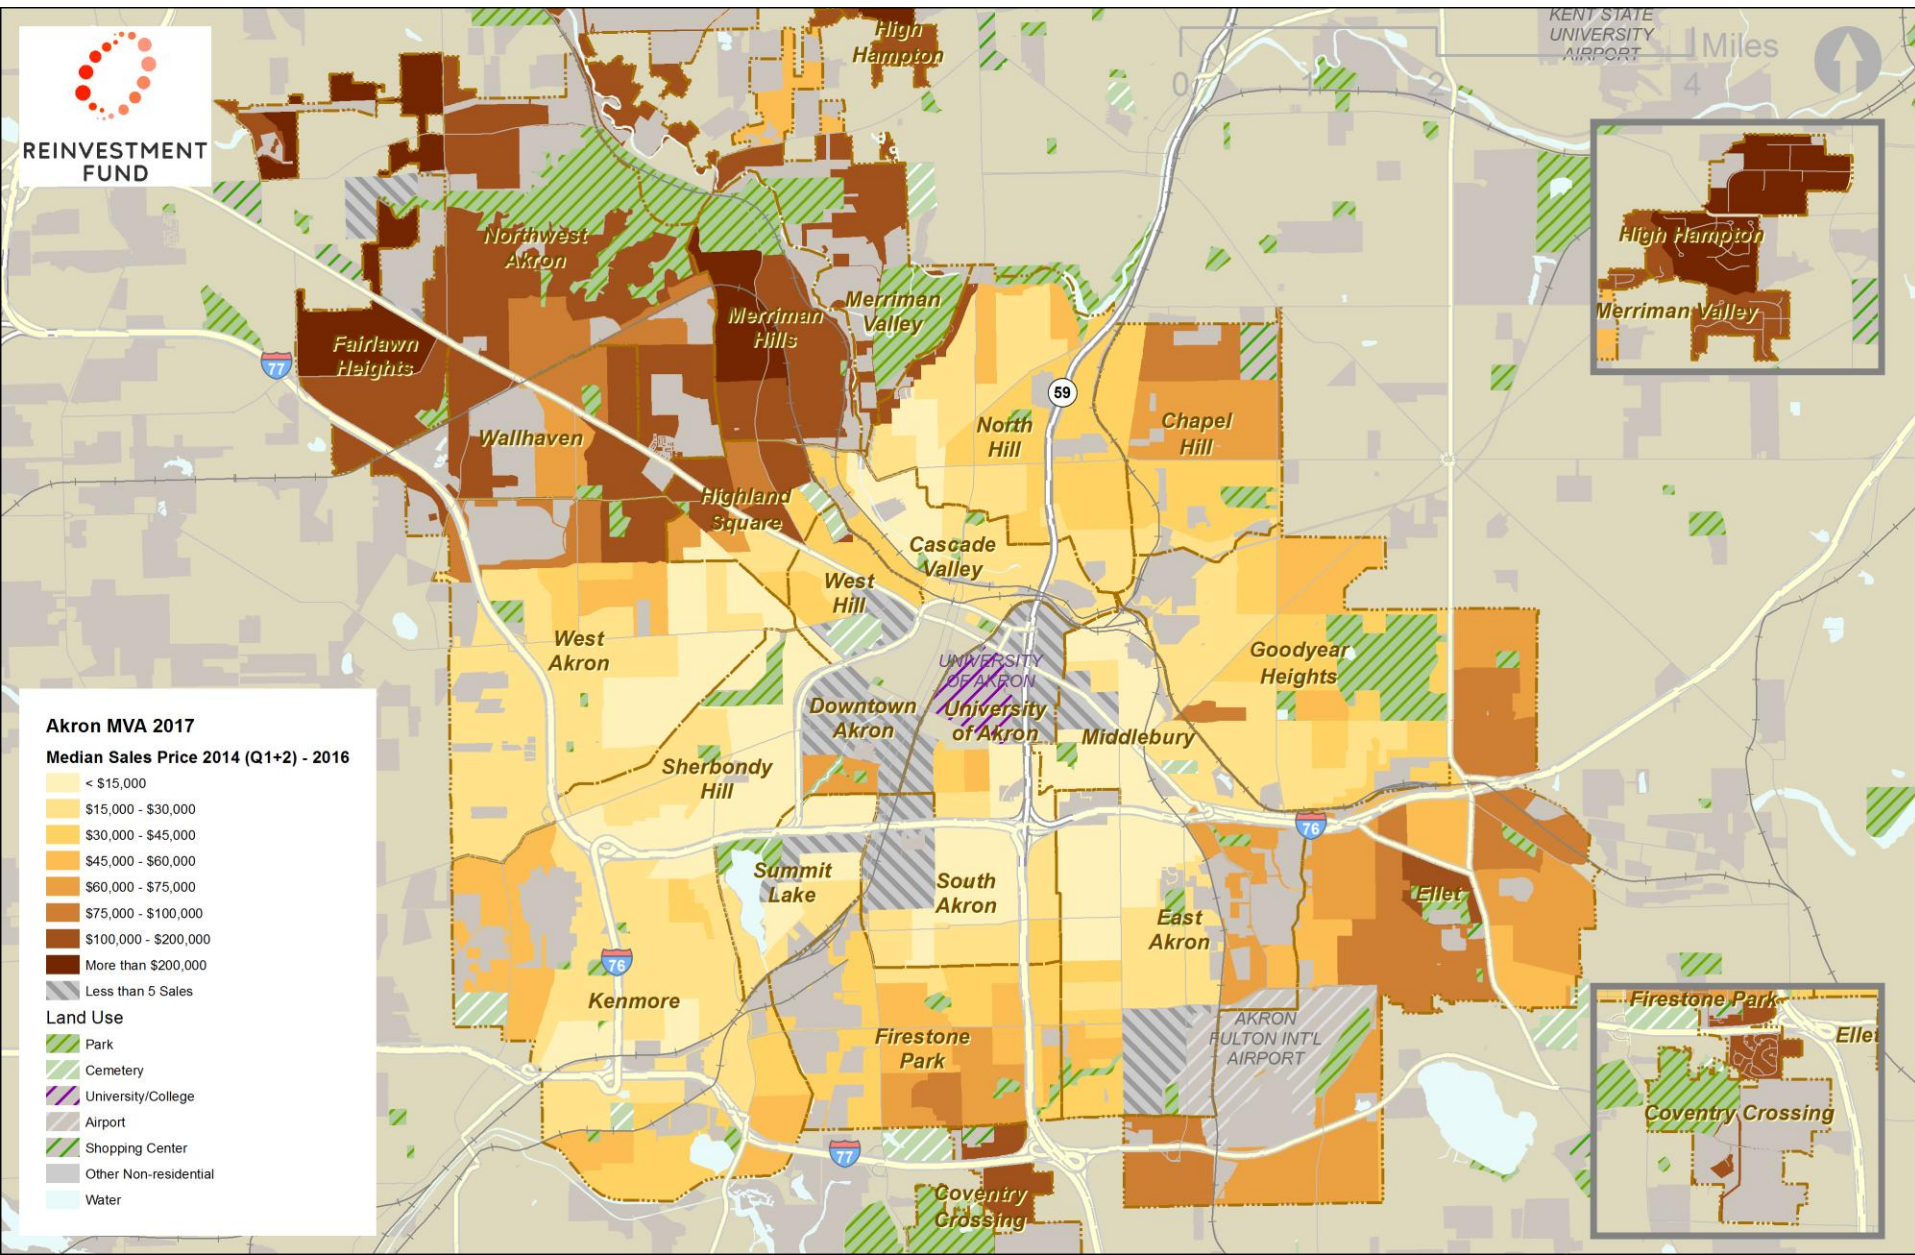 REINVESTMENT
FUND
High
Hampton
KENT STATE
UNIVERSITY
AIRPORT
Miles
0 1 2 4
High Hampton
Merriman Valley
Northwest
Akron
Merriman
Hills
Merriman
Valley
Fairlawn
Heights
77
59
Wallhaven
North
Hill
Chapel
Hill
Highland
Square
Cascade
Valley
West
Hill
West
Akron
Goodyear
Heights
UNIVERSITY
OF AKRON
University
of Akron
Downtown
Akron
Middlebury
Sherbondy
Hill
76
Summit
Lake
South
Akron
East
Akron
Ellet
76
Kenmore
Firestone
Park
AKRON
FULTON INT'L
AIRPORT
77
Coventry
Crossing
Firestone Park
Ellet
Coventry Crossing
Akron MVA 2017
Median Sales Price 2014 (Q1+2) - 2016
< $15,000
$15,000 - $30,000
$30,000 - $45,000
$45,000 - $60,000
$60,000 - $75,000
$75,000 - $100,000
$100,000 - $200,000
More than $200,000
Less than 5 Sales
Land Use
Park
Cemetery
University/College
Airport
Shopping Center
Other Non-residential
Water